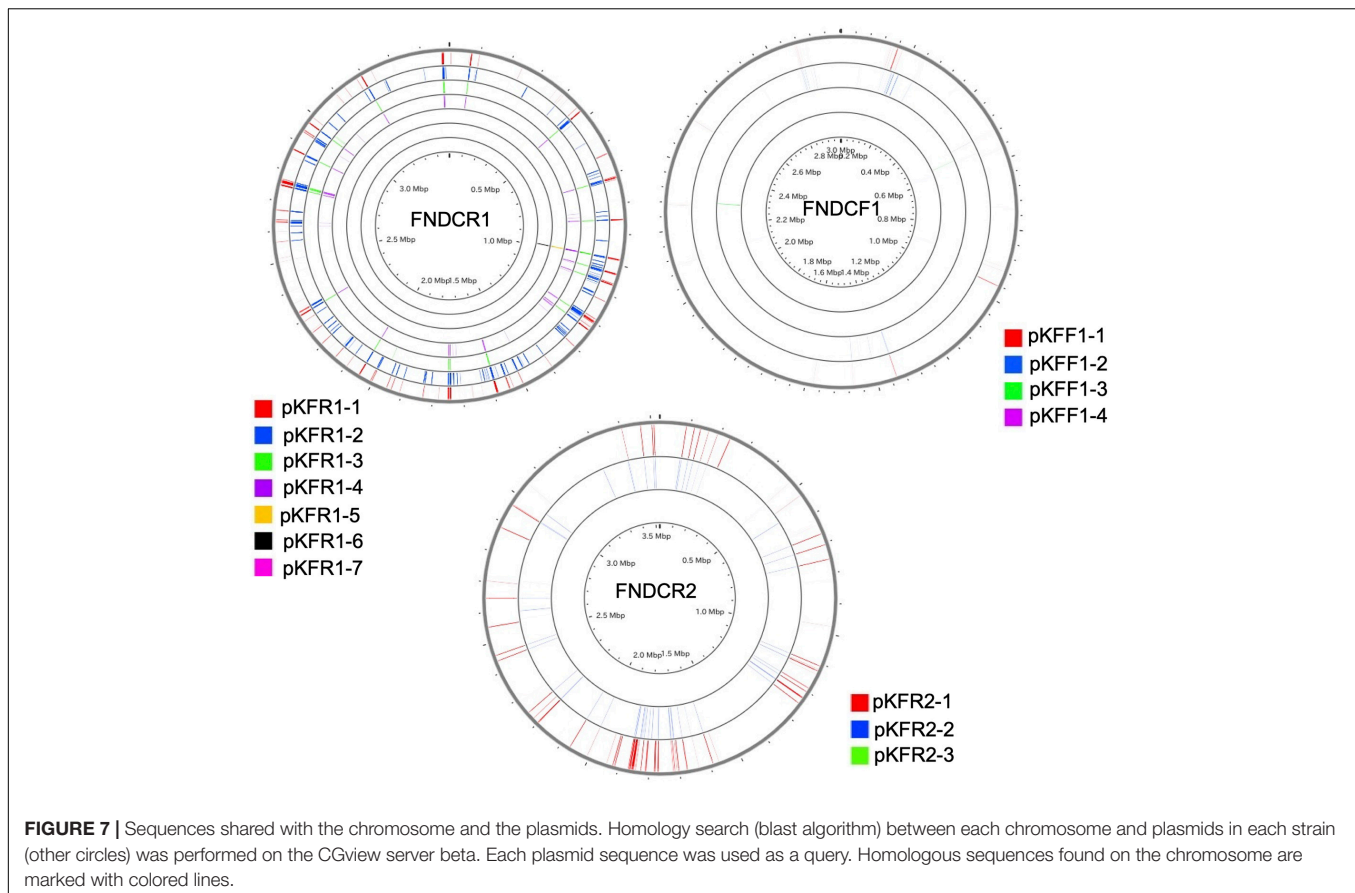 3.0 Mbp
0.5 Mbp
FNDCR1
2.5 Mbp
1.0 Mbp
2.0 Mbp
1.5 Mbp
pKFR1-1
pKFR1-2
pKFR1-3
pKFR1-4
pKFR1-5
pKFR1-6
pKFR1-7
3.0 Mbp
2.8 Mbp
0.2 Mbp
2.6 Mbp
0.4 Mbp
2.4 Mbp
0.6 Mbp
FNDCF1
2.2 Mbp
0.8 Mbp
2.0 Mbp
1.0 Mbp
1.8 Mbp
1.2 Mbp
1.6 Mbp
1.4 Mbp
pKFF1-1
pKFF1-2
pKFF1-3
pKFF1-4
3.5 Mbp
3.0 Mbp
0.5 Mbp
FNDCR2
2.5 Mbp
1.0 Mbp
2.0 Mbp
1.5 Mbp
pKFR2-1
pKFR2-2
pKFR2-3
FIGURE 7 | Sequences shared with the chromosome and the plasmids. Homology search (blast algorithm) between each chromosome and plasmids in each strain
(other circles) was performed on the CGview server beta. Each plasmid sequence was used as a query. Homologous sequences found on the chromosome are
marked with colored lines.